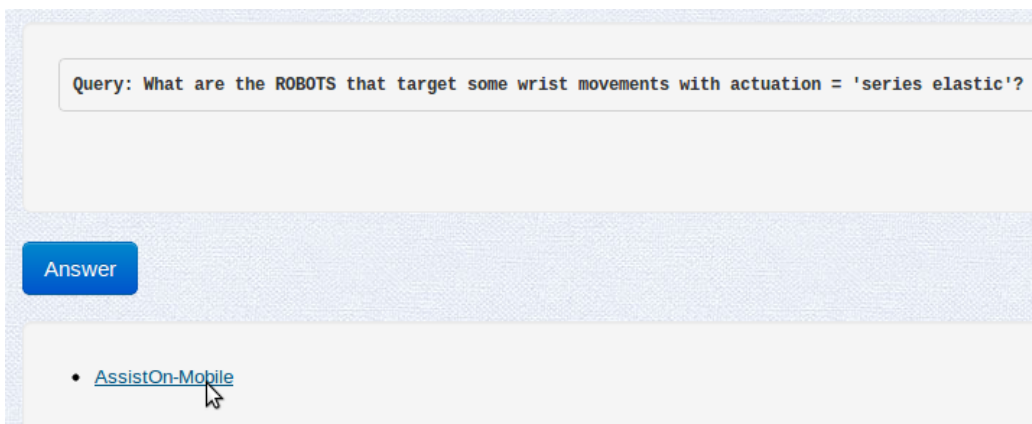 Query: What are the ROBOTS that target some wrist movements with actuation = 'series elastic'?
Answer
AssistOn-Mobile